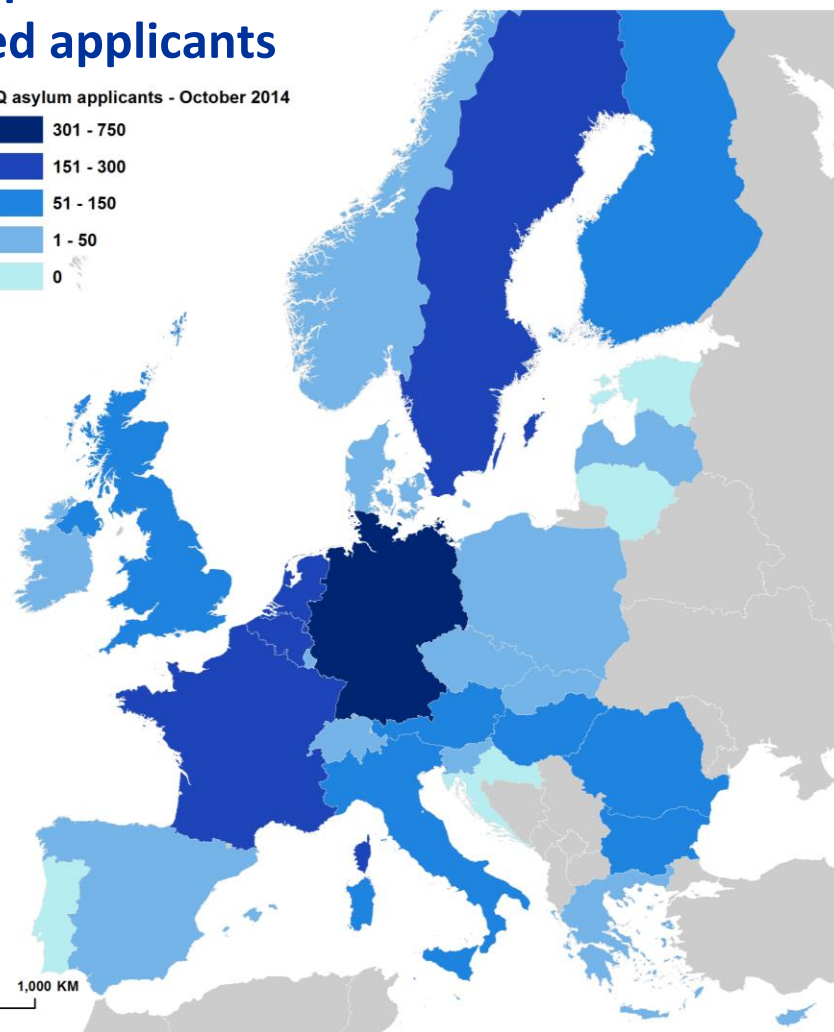 ed applicants
Q asylum applicants - October 2014
301 - 750
151 - 300
51 - 150
1 - 50
0
1,000 KM